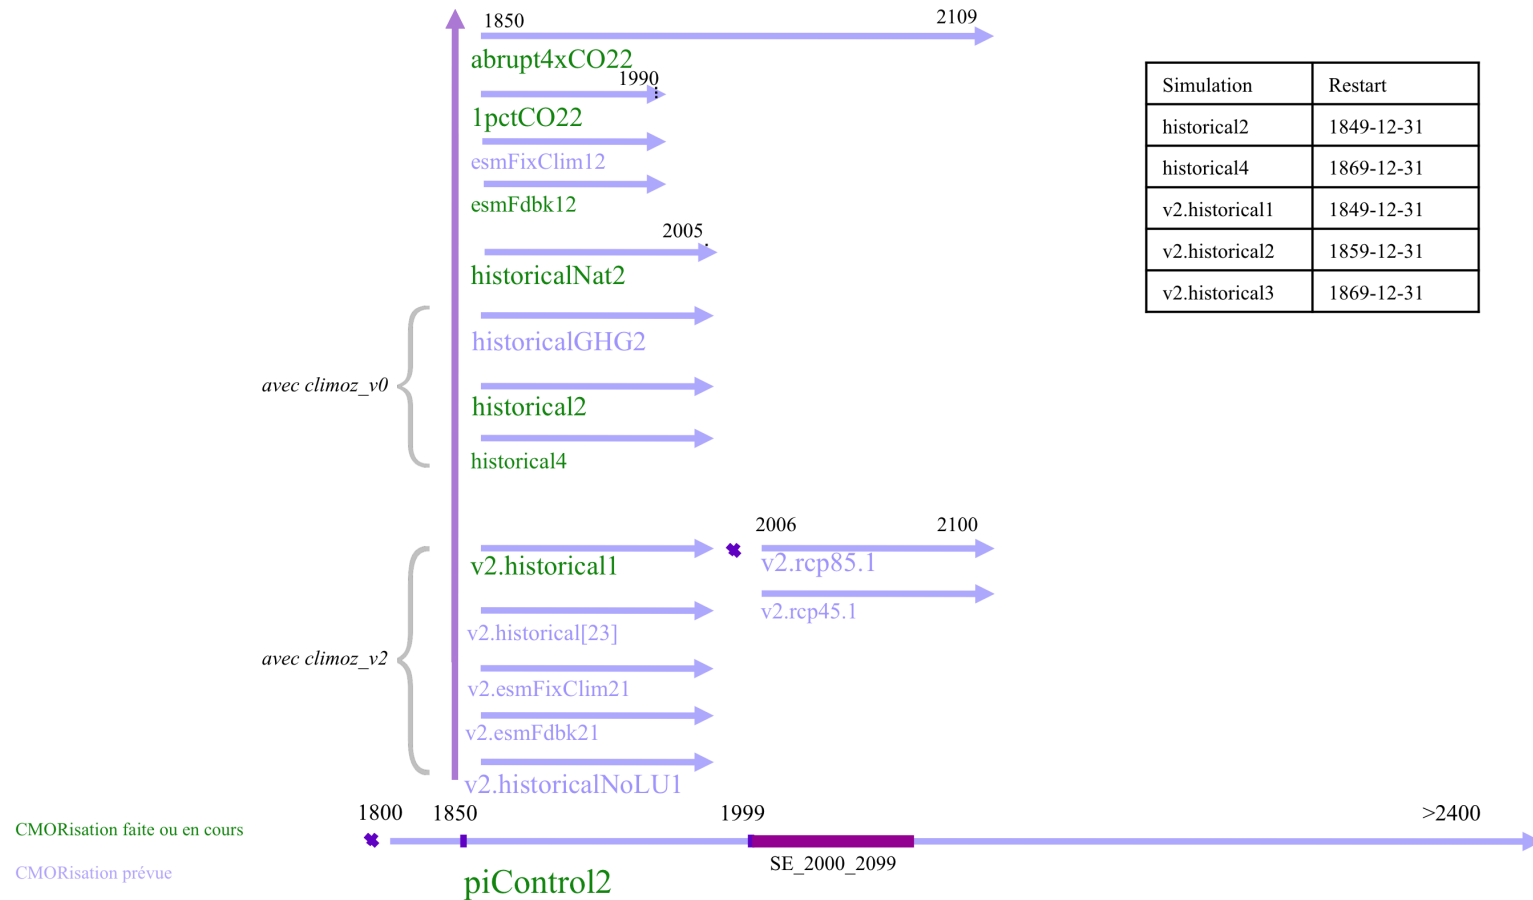 1850 2109
abrupt4xCO22
1990
1pctCO22
esmFixClim12
esmFdbk12
2005
historicalNat2
historicalGHG2
avec climoz_v0
historical2
historical4
Simulation Restart
historical2 1849-12-31
historical4 1869-12-31
v2.historical1 1849-12-31
v2.historical2 1859-12-31
v2.historical3 1869-12-31
2006 2100
v2.historical1
v2.rcp85.1
v2.rcp45.1
v2.historical[23]
avec climoz_v2
v2.esmFixClim21
v2.esmFdbk21
v2.historicalNoLU1
1800 1850 1999 >2400
CMORisation faite ou en cours
SE_2000_2099
CMORisation prévue
piControl2